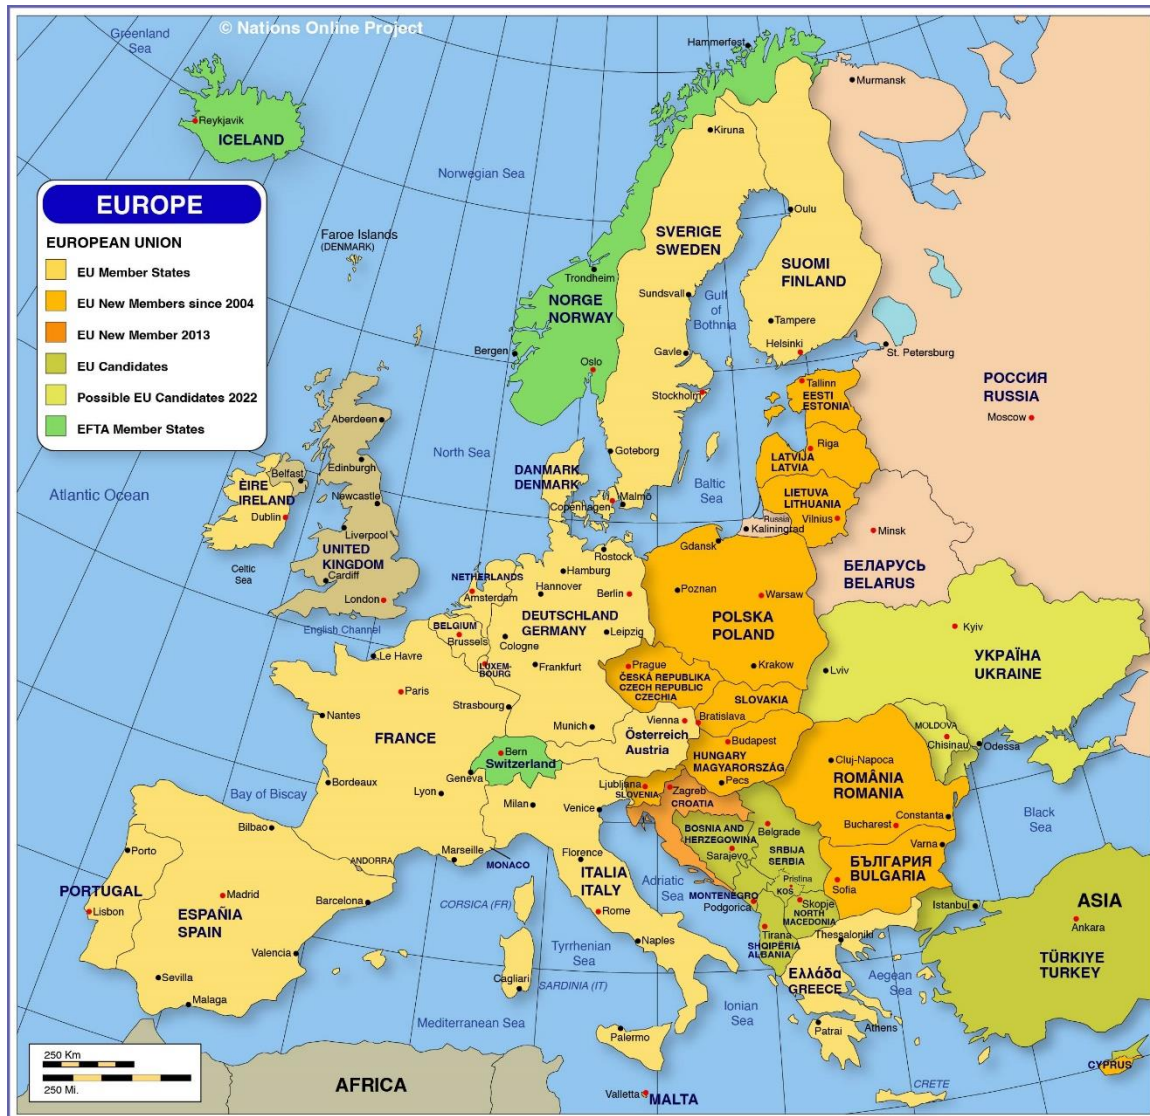 © Nations Online Project
Greenland
Sea
Hammerfest
Murmansk
Reykjavik
ICELAND
Kiruna
Norwegian Sea
EUROPE
EUROPEAN UNION
EU Member States
EU New Members since 2004
EU New Member 2013
EU Candidates
Possible EU Candidates 2022
EFTA Member States
Faroe Islands
(DENMARK)
Oulu
SVERIGE
SWEDEN
SUOMI
FINLAND
Trondheim
NORGE
NORWAY
Sundsvall
Gulf
of
Bothnia
Tampere
Bergen
Oslo
Gavle
Helsinki
St. Petersburg
Stockholm
Tallinn
EESTI
ESTONIA
РОССИЯ
RUSSIA
Moscow
Aberdeen
North Sea
Goteborg
Riga
LATVIJA
LATVIA
Edinburgh
Belfast
DANMARK
DENMARK
Baltic
Sea
LIETUVA
LITHUANIA
Vilnius
Atlantic Ocean
ÈIRE
IRELAND
Dublin
Newcastle
Copenhagen
Malmö
Russia
Kaliningrad
Minsk
Liverpool
Gdansk
БЕЛАРУСЬ
BELARUS
Celtic
Sea
UNITED
KINGDOM
Cardiff
London
Rostock
Hamburg
NETHERLANDS
Amsterdam
Hannover
Berlin
Poznan
Warsaw
POLSKA
POLAND
English Channel
BELGIUM
Brussels
DEUTSCHLAND
GERMANY
Cologne
Leipzig
Kyiv
УКРАЇНА
UKRAINE
Le Havre
LUXEM-
BOURG
Frankfurt
Prague
ČESKÁ REPUBLIKA
CZECH REPUBLIC
CZECHIA
Krakow
Lviv
Paris
Strasbourg
SLOVAKIA
Nantes
Munich
Vienna
Bratislava
Österreich
Austria
MOLDOVA
Chisinau
Odessa
FRANCE
Bern
Switzerland
Geneva
Budapest
HUNGARY
MAGYARORSZÁG
Pecs
Cluj-Napoca
ROMÂNIA
ROMANIA
Bay of Biscay
Bordeaux
Lyon
Milan
Venice
Ljubljana
SLOVENIA
Zagreb
CROATIA
Bucharest
Constanta
Black
Sea
Bilbao
BOSNIA AND
HERZEGOWINA
Sarajevo
Belgrade
SRBIJA
SERBIA
Varna
Porto
ANDORRA
Marseille
MONACO
Florence
ITALIA
ITALY
Adriatic
Sea
БЪЛГАРИЯ
BULGARIA
Sofia
PORTUGAL
Lisbon
Madrid
ESPAÑIA
SPAIN
Barcelona
CORSICA (FR)
Rome
MONTENEGRO
Podgorica
Pristina
KOS
Skopje
NORTH
MACEDONIA
Istanbul
ASIA
Ankara
TÜRKIYE
TURKEY
Valencia
Tyrrhenian
Sea
Naples
Tirana
SHQIPËRIA
ALBANIA
Thessaloniki
Sevilla
Malaga
Cagliari
SARDINIA (IT)
Ελλάδα
GREECE
Aegean
Sea
Mediterranean Sea
Ionian
Sea
Palermo
Patrai
Athens
250 Km
250 Mi.
AFRICA
Valletta
MALTA
CRETE
CYPRUS